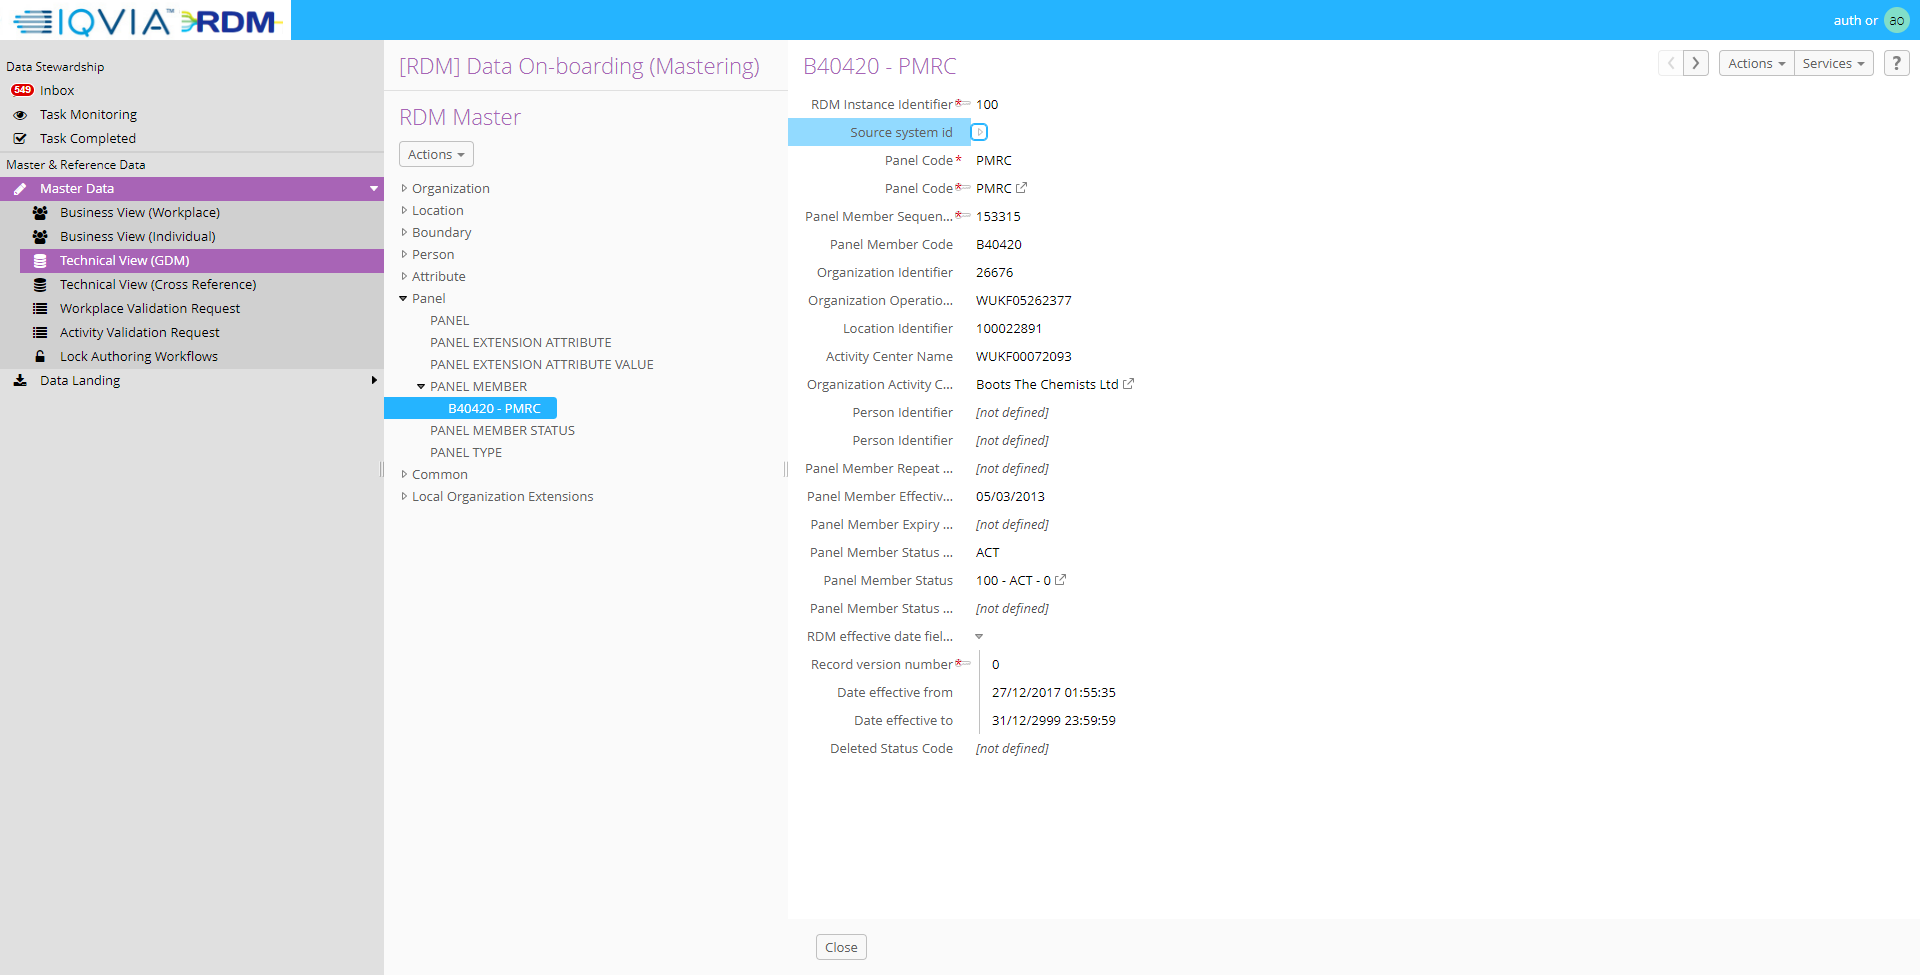 IQVIA™ RDM
auth or ao
Data Stewardship
549 Inbox
Task Monitoring
Task Completed
Master & Reference Data
Master Data
Business View (Workplace)
Business View (Individual)
Technical View (GDM)
Technical View (Cross Reference)
Workplace Validation Request
Activity Validation Request
Lock Authoring Workflows
Data Landing
[RDM] Data On-boarding (Mastering)
RDM Master
Actions
Organization
Location
Boundary
Person
Attribute
Panel
PANEL
PANEL EXTENSION ATTRIBUTE
PANEL EXTENSION ATTRIBUTE VALUE
PANEL MEMBER
B40420 - PMRC
PANEL MEMBER STATUS
PANEL TYPE
Common
Local Organization Extensions
B40420 - PMRC
Actions Services ?
RDM Instance Identifier* 100
Source system id
Panel Code* PMRC
Panel Code* PMRC
Panel Member Sequen...* 153315
Panel Member Code B40420
Organization Identifier 26676
Organization Operatio... WUKF05262377
Location Identifier 100022891
Activity Center Name WUKF00072093
Organization Activity C... Boots The Chemists Ltd
Person Identifier [not defined]
Person Identifier [not defined]
Panel Member Repeat ... [not defined]
Panel Member Effectiv... 05/03/2013
Panel Member Expiry ... [not defined]
Panel Member Status ... ACT
Panel Member Status 100 - ACT - 0
Panel Member Status ... [not defined]
RDM effective date fiel...
Record version number* 0
Date effective from 27/12/2017 01:55:35
Date effective to 31/12/2999 23:59:59
Deleted Status Code [not defined]
Close